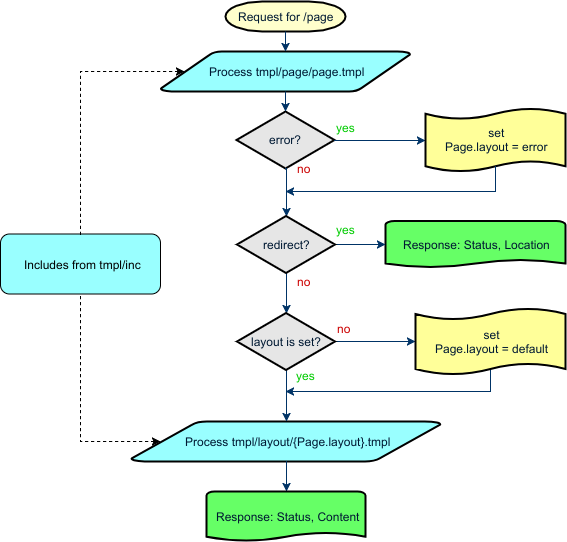 Request for /page
Process tmpl/page/page.tmpl
error?
yes
set
Page.layout = error
no
redirect?
yes
Response: Status, Location
Includes from tmpl/inc
no
layout is set?
no
set
Page.layout = default
yes
Process tmpl/layout/{Page.layout}.tmpl
Response: Status, Content